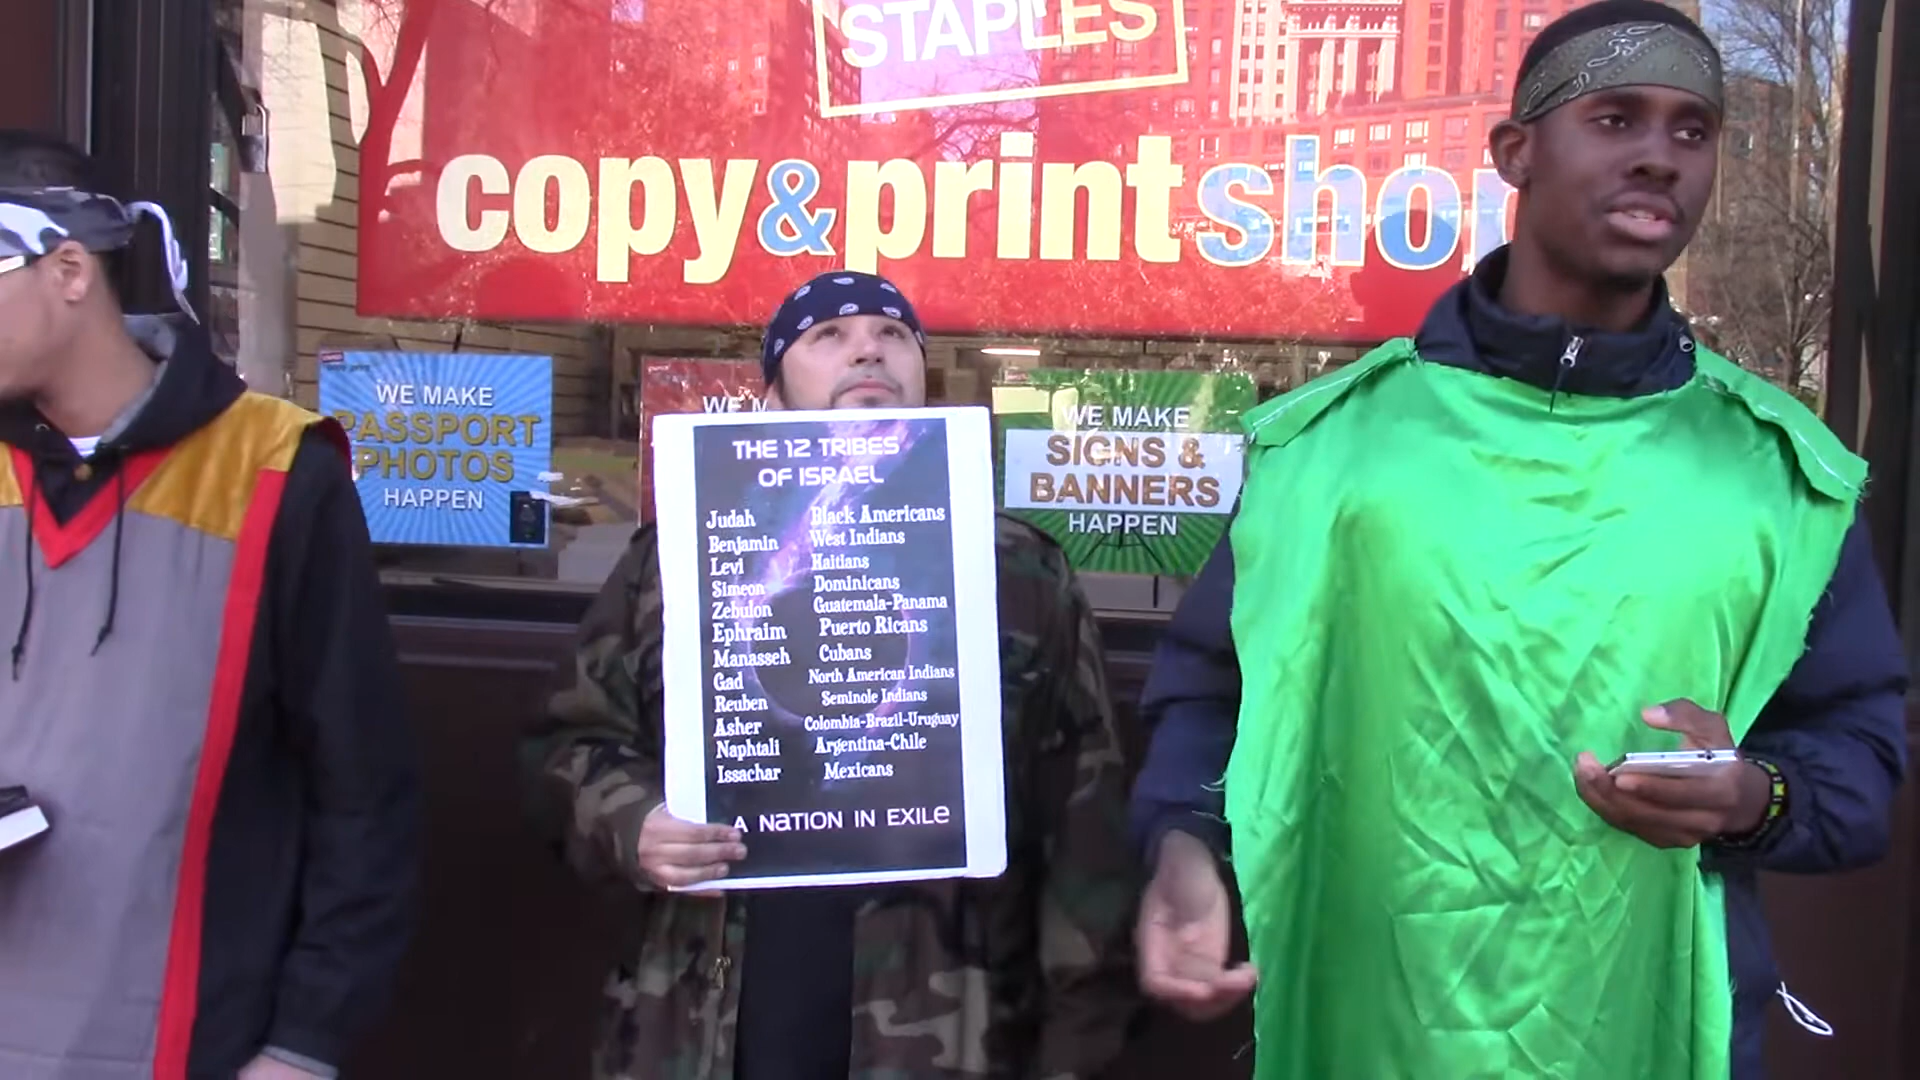 STAPLES
copy&printshop
WE MAKE
PASSPORT
PHOTOS
HAPPEN
WE M
WE MAKE
SIGNS &
BANNERS
HAPPEN
THE 12 TRIBES
OF ISRAEL
Judah Black Americans
Benjamin West Indians
Levi Haitians
Simeon Dominicans
Zebulon Guatemala-Panama
Ephraim Puerto Ricans
Manasseh Cubans
Gad North American Indians
Reuben Seminole Indians
Asher Colombia-Brazil-Uruguay
Naphtali Argentina-Chile
Issachar Mexicans
A NATION IN EXILE